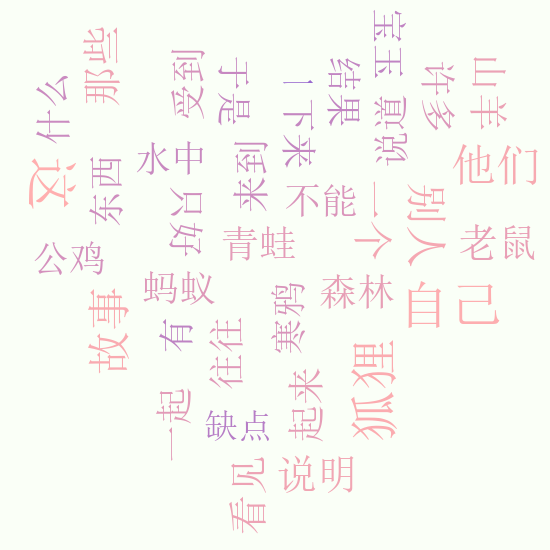 宝玉
那些
受到
于是
结果
许多
山羊
什么
一下来
说道
这
东西
水中
来到
他们
只好
不能
一个
别人
青蛙
老鼠
公鸡
蚂蚁
寒鸦
森林
自己
故事
有
往往
狐狸
一起
起来
缺点
看见
说明